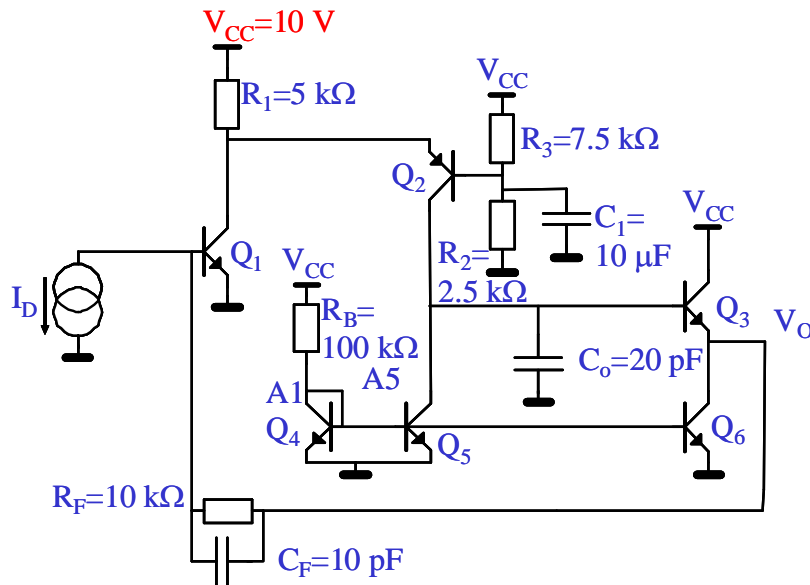 V_CC=10 V
R_1=5 kΩ
V_CC
R_3=7.5 kΩ
Q_2
V_CC
C_1=
10 μF
R_2=
2.5 kΩ
Q_1
V_CC
I_D
R_B=
100 kΩ
Q_3
V_O
C_o=20 pF
A1
A5
Q_4
Q_5
Q_6
R_F=10 kΩ
C_F=10 pF